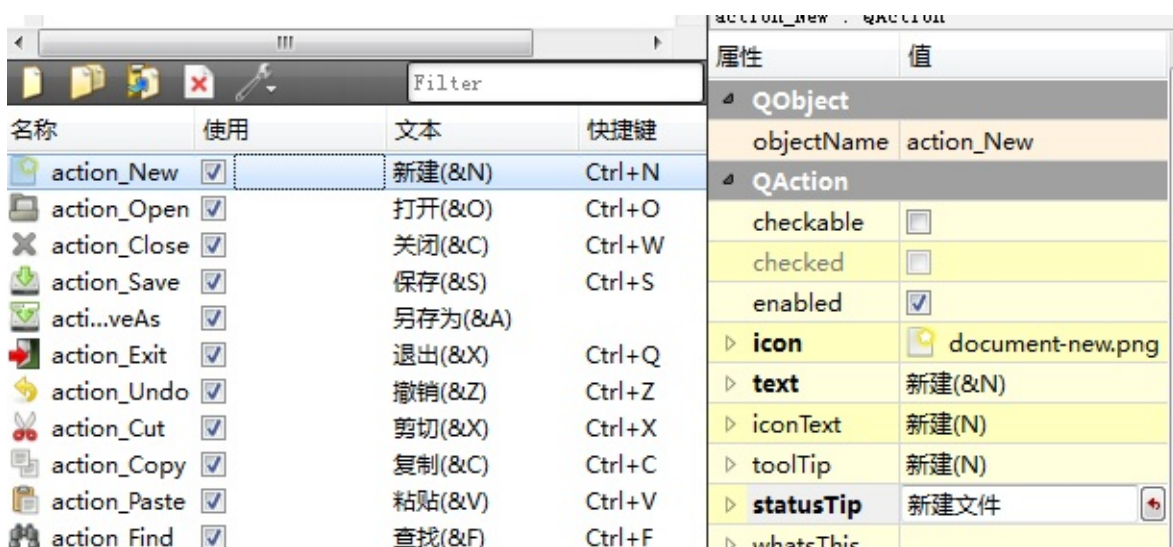 action_New : QAction
Filter
名称 使用 文本 快捷键
action_New 新建(&N) Ctrl+N
action_Open 打开(&O) Ctrl+O
action_Close 关闭(&C) Ctrl+W
action_Save 保存(&S) Ctrl+S
acti...veAs 另存为(&A)
action_Exit 退出(&X) Ctrl+Q
action_Undo 撤销(&Z) Ctrl+Z
action_Cut 剪切(&X) Ctrl+X
action_Copy 复制(&C) Ctrl+C
action_Paste 粘贴(&V) Ctrl+V
action_Find 查找(&F) Ctrl+F
属性 值
QObject
objectName action_New
QAction
checkable
checked
enabled
icon document-new.png
text 新建(&N)
iconText 新建(N)
toolTip 新建(N)
statusTip 新建文件
whatsThis